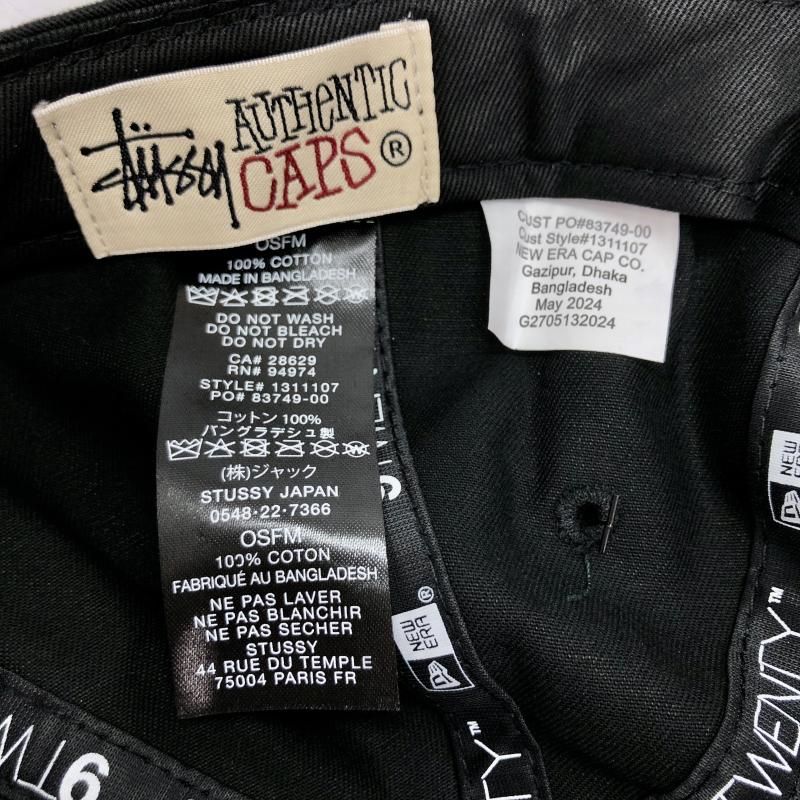 Stüssy AUTHENTIC CAPS ®
OSFM
100% COTTON
MADE IN BANGLADESH
DO NOT WASH
DO NOT BLEACH
DO NOT DRY
CA# 28629
RN# 94974
STYLE# 1311107
PO# 83749-00
コットン 100%
バングラデシュ製
(株)ジャック
STUSSY JAPAN
0548・22・7366
OSFM
100% COTON
FABRIQUÉ AU BANGLADESH
NE PAS LAVER
NE PAS BLANCHIR
NE PAS SECHER
STUSSY
44 RUE DU TEMPLE
75004 PARIS FR
CUST PO#83749-00
Cust Style#1311107
NEW ERA CAP CO.
Gazipur, Dhaka
Bangladesh
May 2024
G2705132024
NEW ERA ®
NEW
TWENTY™
9TW